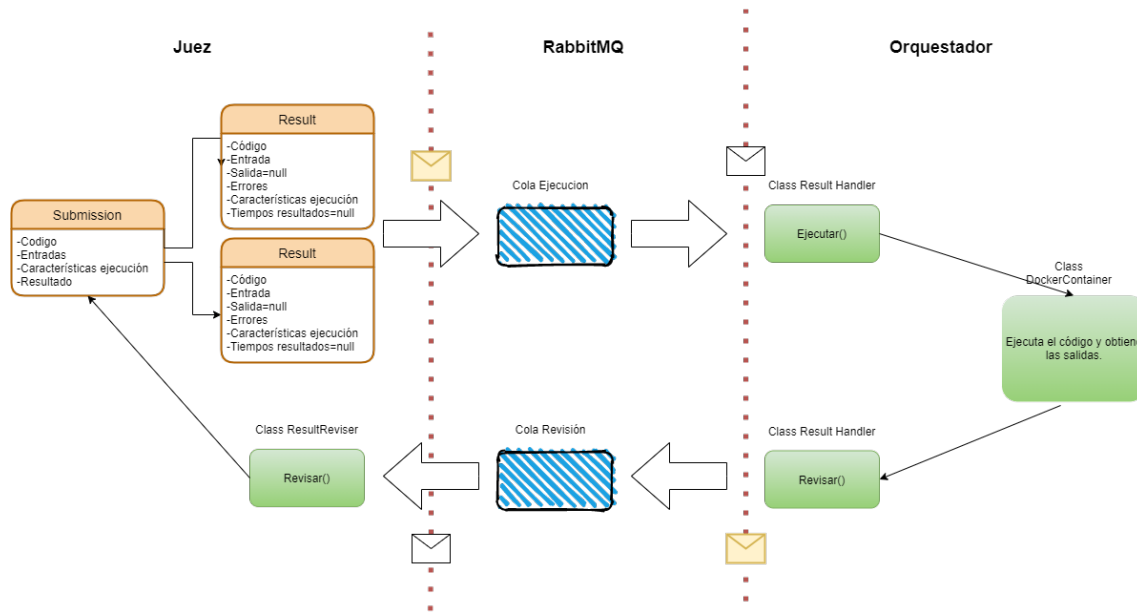 Juez
RabbitMQ
Orquestador
Result
-Código
-Entrada
-Salida=null
-Errores
-Características ejecución
-Tiempos resultados=null
Submission
-Codigo
-Entradas
-Características ejecución
-Resultado
Result
-Código
-Entrada
-Salida=null
-Errores
-Características ejecución
-Tiempos resultados=null
Cola Ejecucion
Class Result Handler
Ejecutar()
Class
DockerContainer
Ejecuta el código y obtiene
las salidas.
Class ResultReviser
Revisar()
Cola Revisión
Class Result Handler
Revisar()